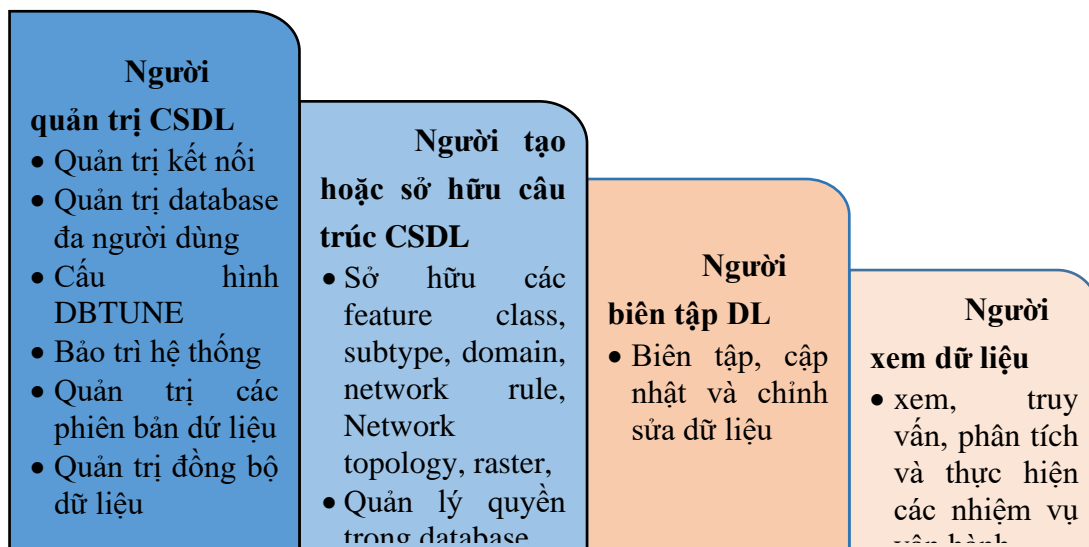 Người
quản trị CSDL
• Quản trị kết nối
• Quản trị database
đa người dùng
• Cấu hình
DBTUNE
• Bảo trì hệ thống
• Quản trị các
phiên bản dứ liệu
• Quản trị đồng bộ
dữ liệu
Người tạo
hoặc sở hữu câu
trúc CSDL
• Sở hữu các
feature class,
subtype, domain,
network rule,
Network
topology, raster,
• Quản lý quyền
trong database
Người
biên tập DL
• Biên tập, cập
nhật và chỉnh
sửa dữ liệu
Người
xem dữ liệu
• xem, truy
vấn, phân tích
và thực hiện
các nhiệm vụ
vận hành